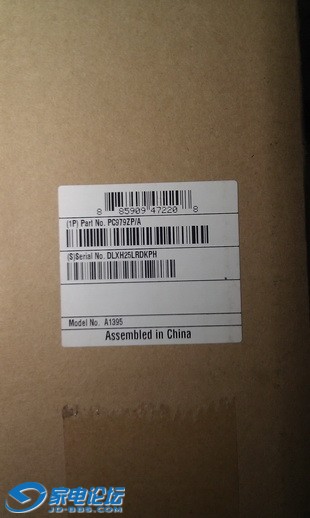 8 85909 47220 8
(1P) Part No. PC979ZP/A
(S)Serial No. DLXH25LRDKPH
Model No. A1395
Assembled in China
家电论坛
JD-BBS.COM